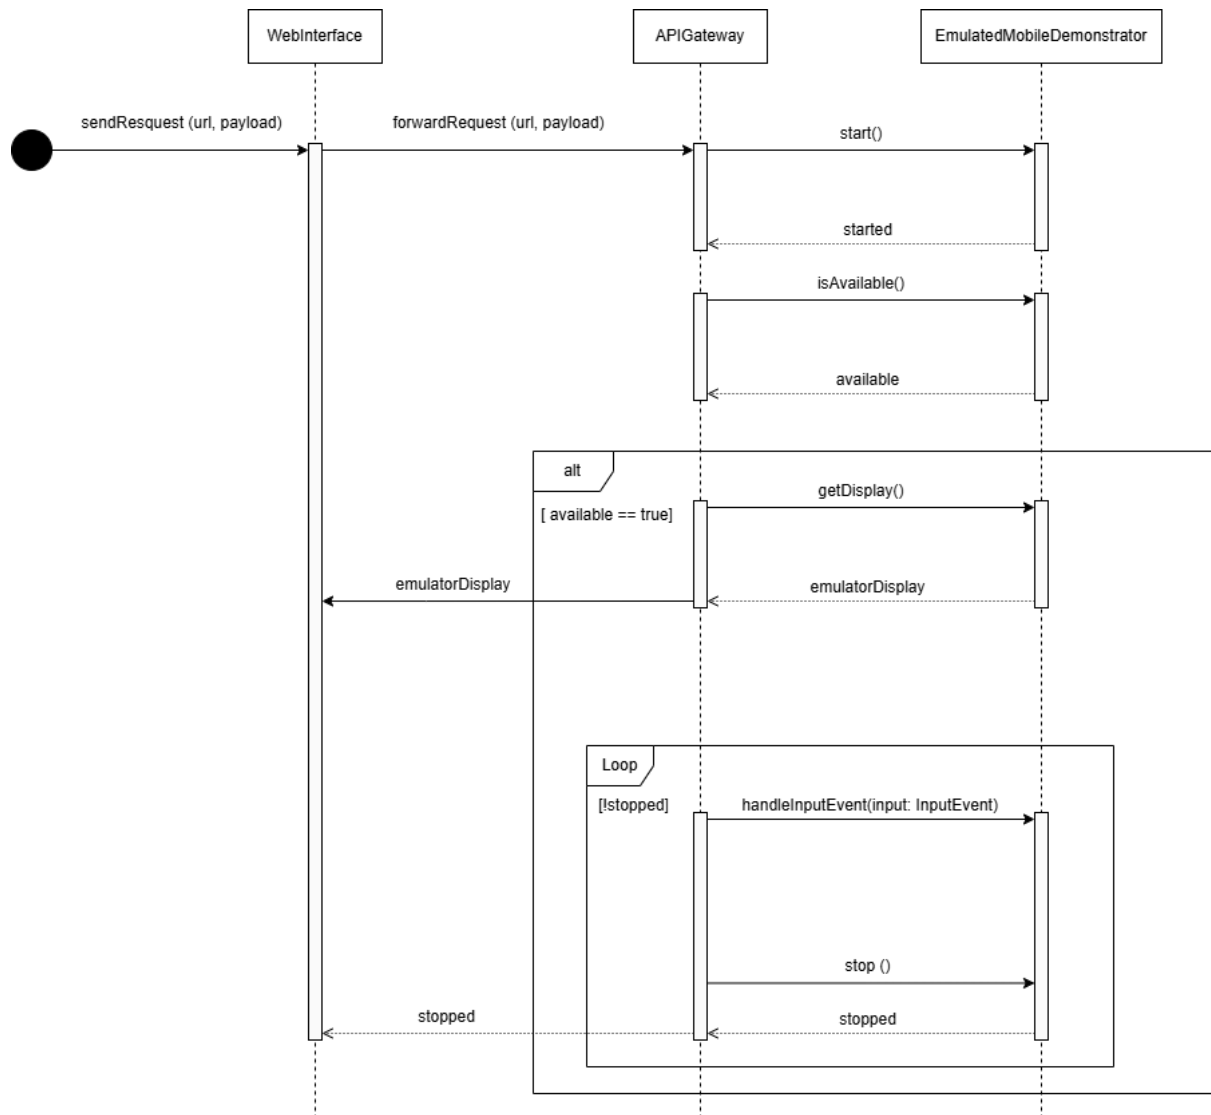 WebInterface
APIGateway
EmulatedMobileDemonstrator
sendResquest (url, payload)
forwardRequest (url, payload)
start()
started
isAvailable()
available
alt
[ available == true]
getDisplay()
emulatorDisplay
emulatorDisplay
Loop
[!stopped]
handleInputEvent(input: InputEvent)
stop ()
stopped
stopped